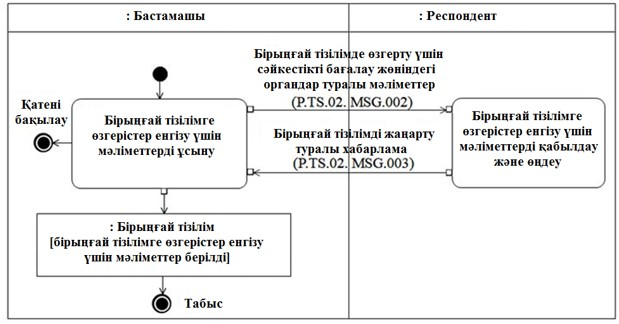 : Бастамашы
: Респондент
Бірыңғай тізілімде өзгерту үшін
сәйкестікті бағалау жөніндегі
органдар туралы мәліметтер
(P.TS.02. MSG.002)
Қатені
бақылау
Бірыңғай тізілімге
өзгерістер енгізу үшін
мәліметтерді ұсыну
Бірыңғай тізілімді жаңарту
туралы хабарлама
(P.TS.02. MSG.003)
Бірыңғай тізілімге
өзгерістер енгізу үшін
мәліметтерді қабылдау
және өңдеу
: Бірыңғай тізілім
[бірыңғай тізілімге өзгерістер енгізу
үшін мәліметтер берілді]
Табыс